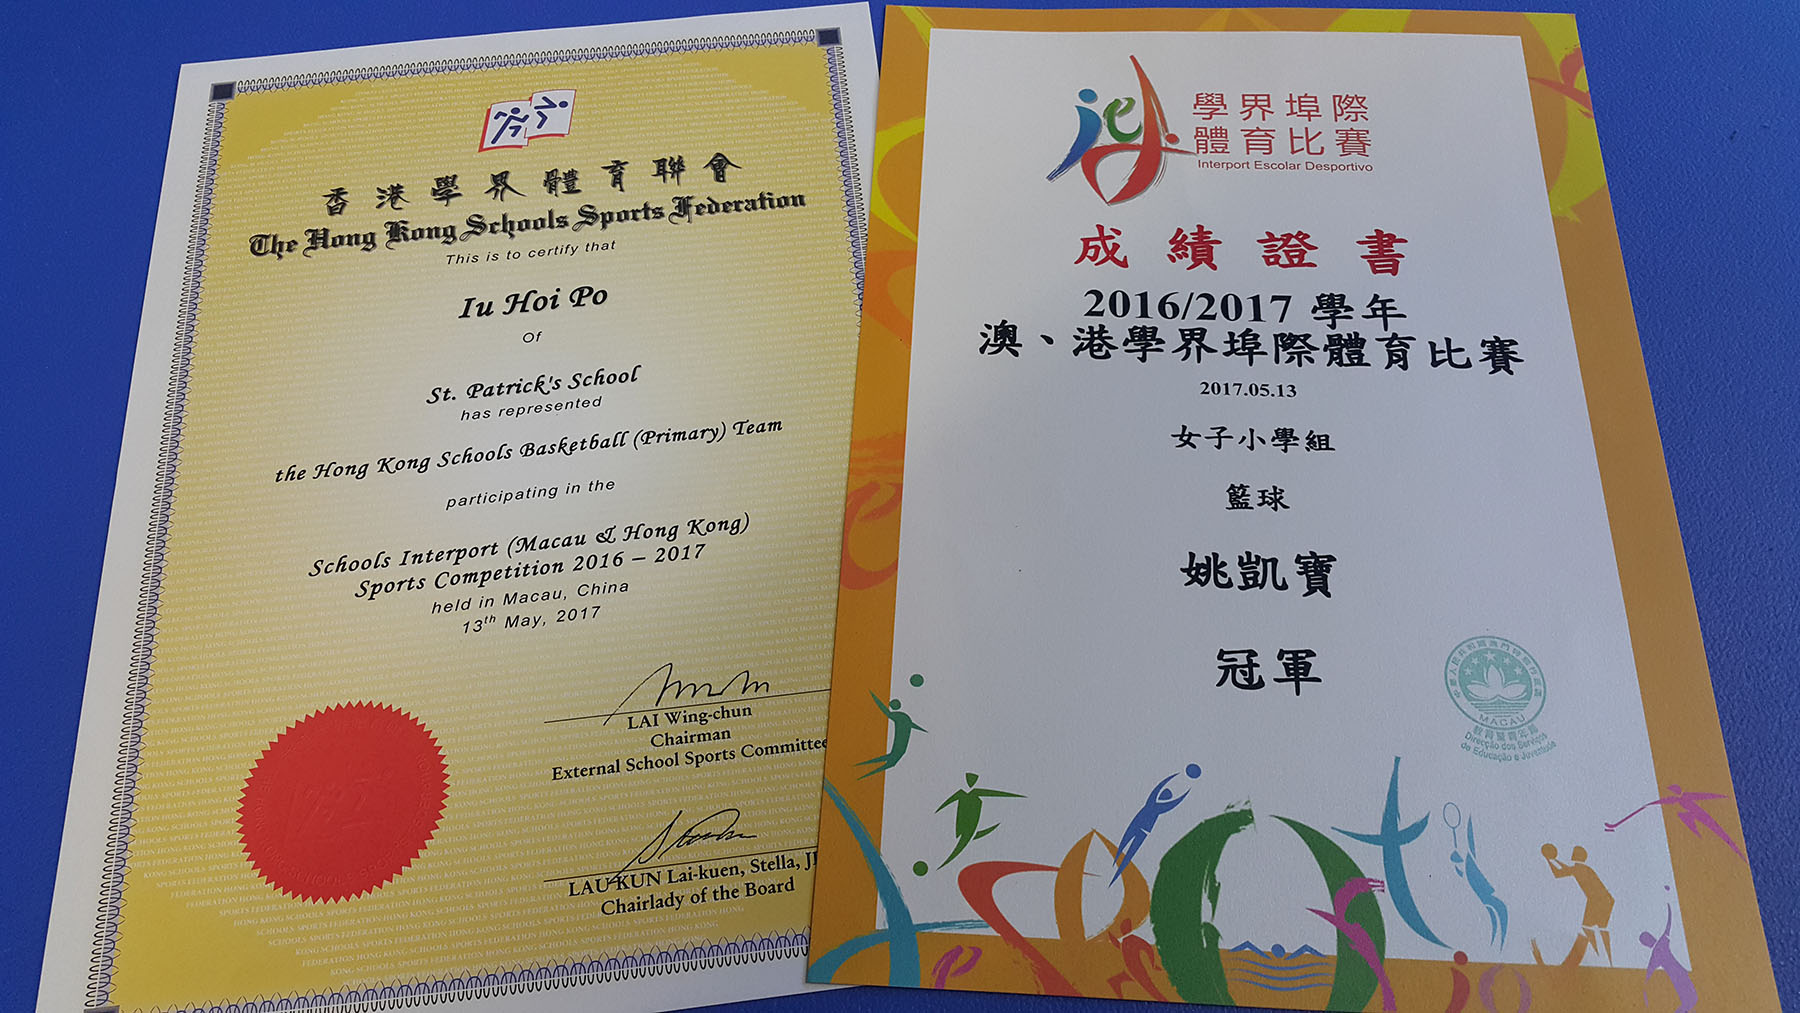 香港學界體育聯會
The Hong Kong Schools Sports Federation
This is to certify that
Iu Hoi Po
Of
St. Patrick's School
has represented
the Hong Kong Schools Basketball (Primary) Team
participating in the
Schools Interport (Macau & Hong Kong)
Sports Competition 2016 – 2017
held in Macau, China
13th May, 2017
LAI Wing-chun
Chairman
External School Sports Committee
LAU KUN Lai-kuen, Stella, J
Chairlady of the Board
學界埠際
體育比賽
Interport Escolar Desportivo
成績證書
2016/2017 學年
澳、港學界埠際體育比賽
2017.05.13
女子小學組
籃球
姚凱寶
冠軍
MACAU
教育暨青年局
Direcção dos Serviços
de Educação e Juventude